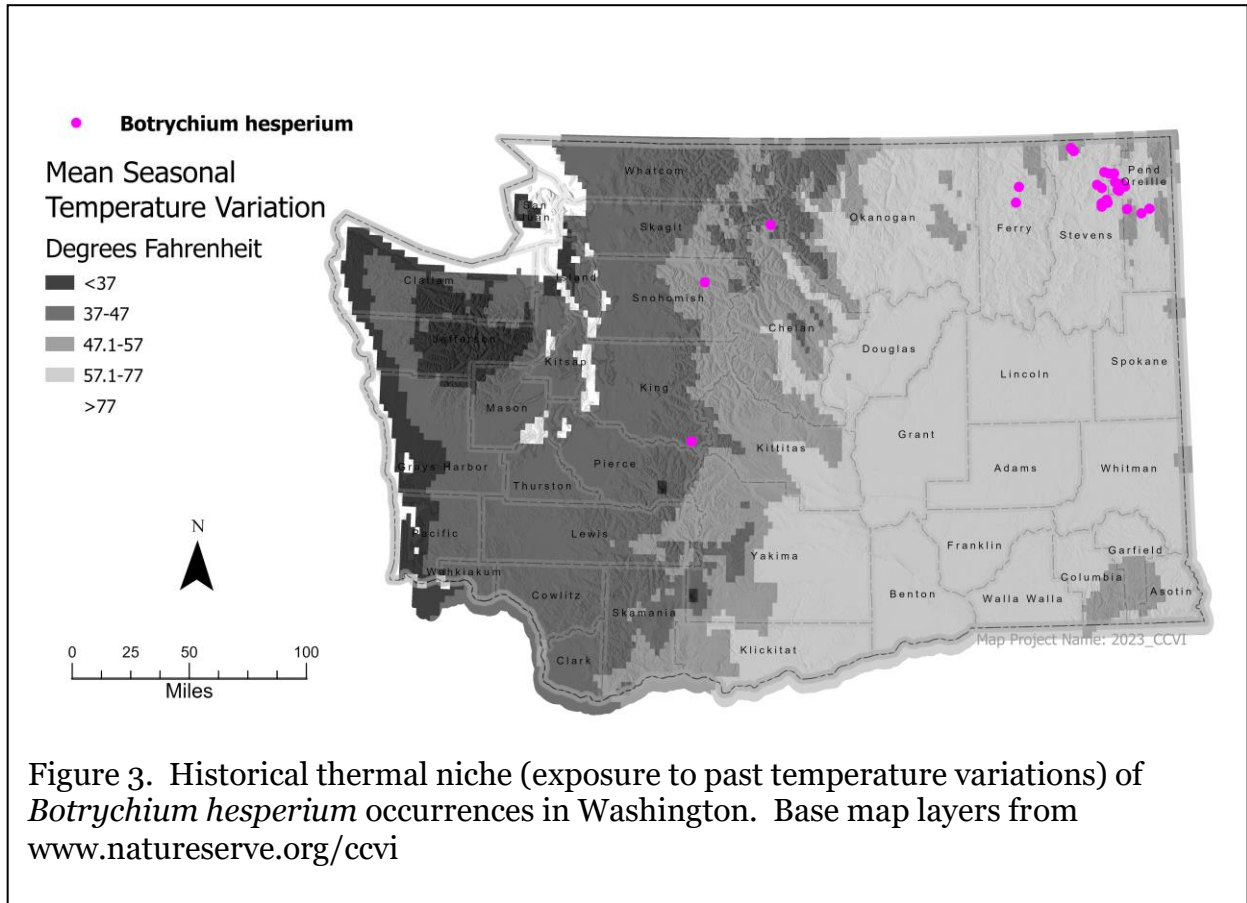 Botrychium hesperium
Mean Seasonal
Temperature Variation
Degrees Fahrenheit
<37
37-47
47.1-57
57.1-77
>77
N
0 25 50 100
Miles
Whatcom
San Juan
Skagit
Okanogan
Ferry
Stevens
Pend Oreille
Clallam
Island
Snohomish
Chelan
Jefferson
Kitsap
Douglas
Lincoln
Spokane
King
Mason
Grant
Kittitas
Grays Harbor
Pierce
Adams
Whitman
Thurston
Pacific
Lewis
Yakima
Franklin
Garfield
Wahkiakum
Columbia
Cowlitz
Skamania
Benton
Walla Walla
Asotin
Clark
Klickitat
Map Project Name: 2023_CCVI
Figure 3. Historical thermal niche (exposure to past temperature variations) of
Botrychium hesperium occurrences in Washington. Base map layers from
www.natureserve.org/ccvi